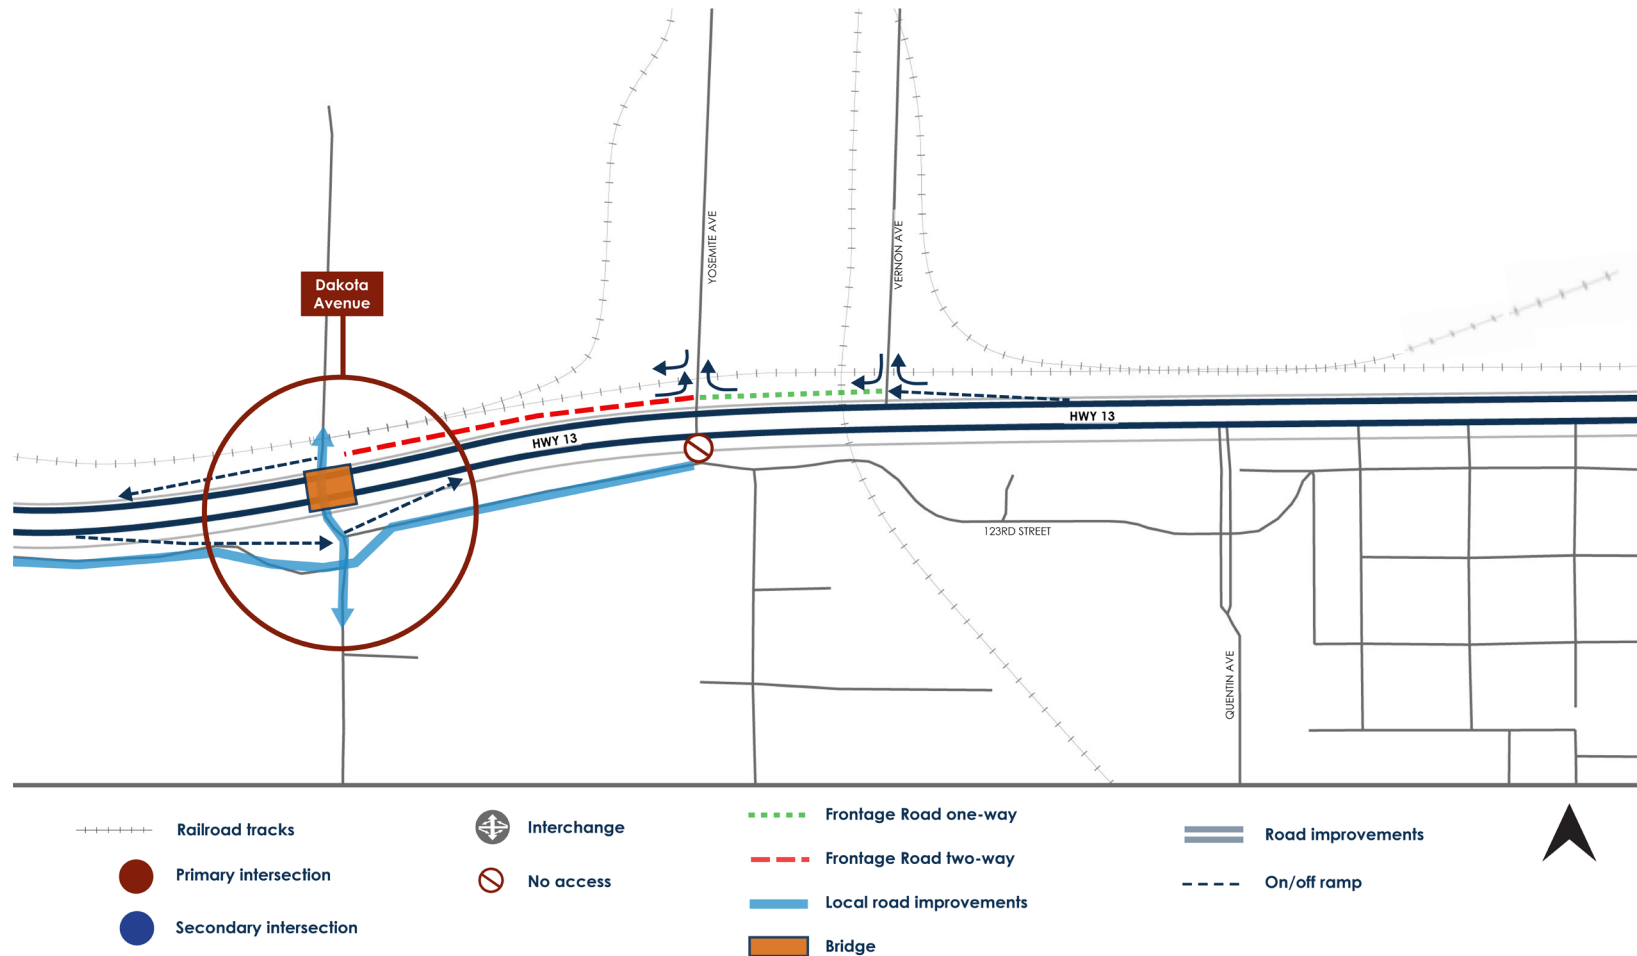 YOSEMITE AVE
VERNON AVE
Dakota
Avenue
HWY 13
HWY 13
123RD STREET
QUENTIN AVE
Railroad tracks
Primary intersection
Secondary intersection
Interchange
No access
Frontage Road one-way
Frontage Road two-way
Local road improvements
Bridge
Road improvements
On/off ramp